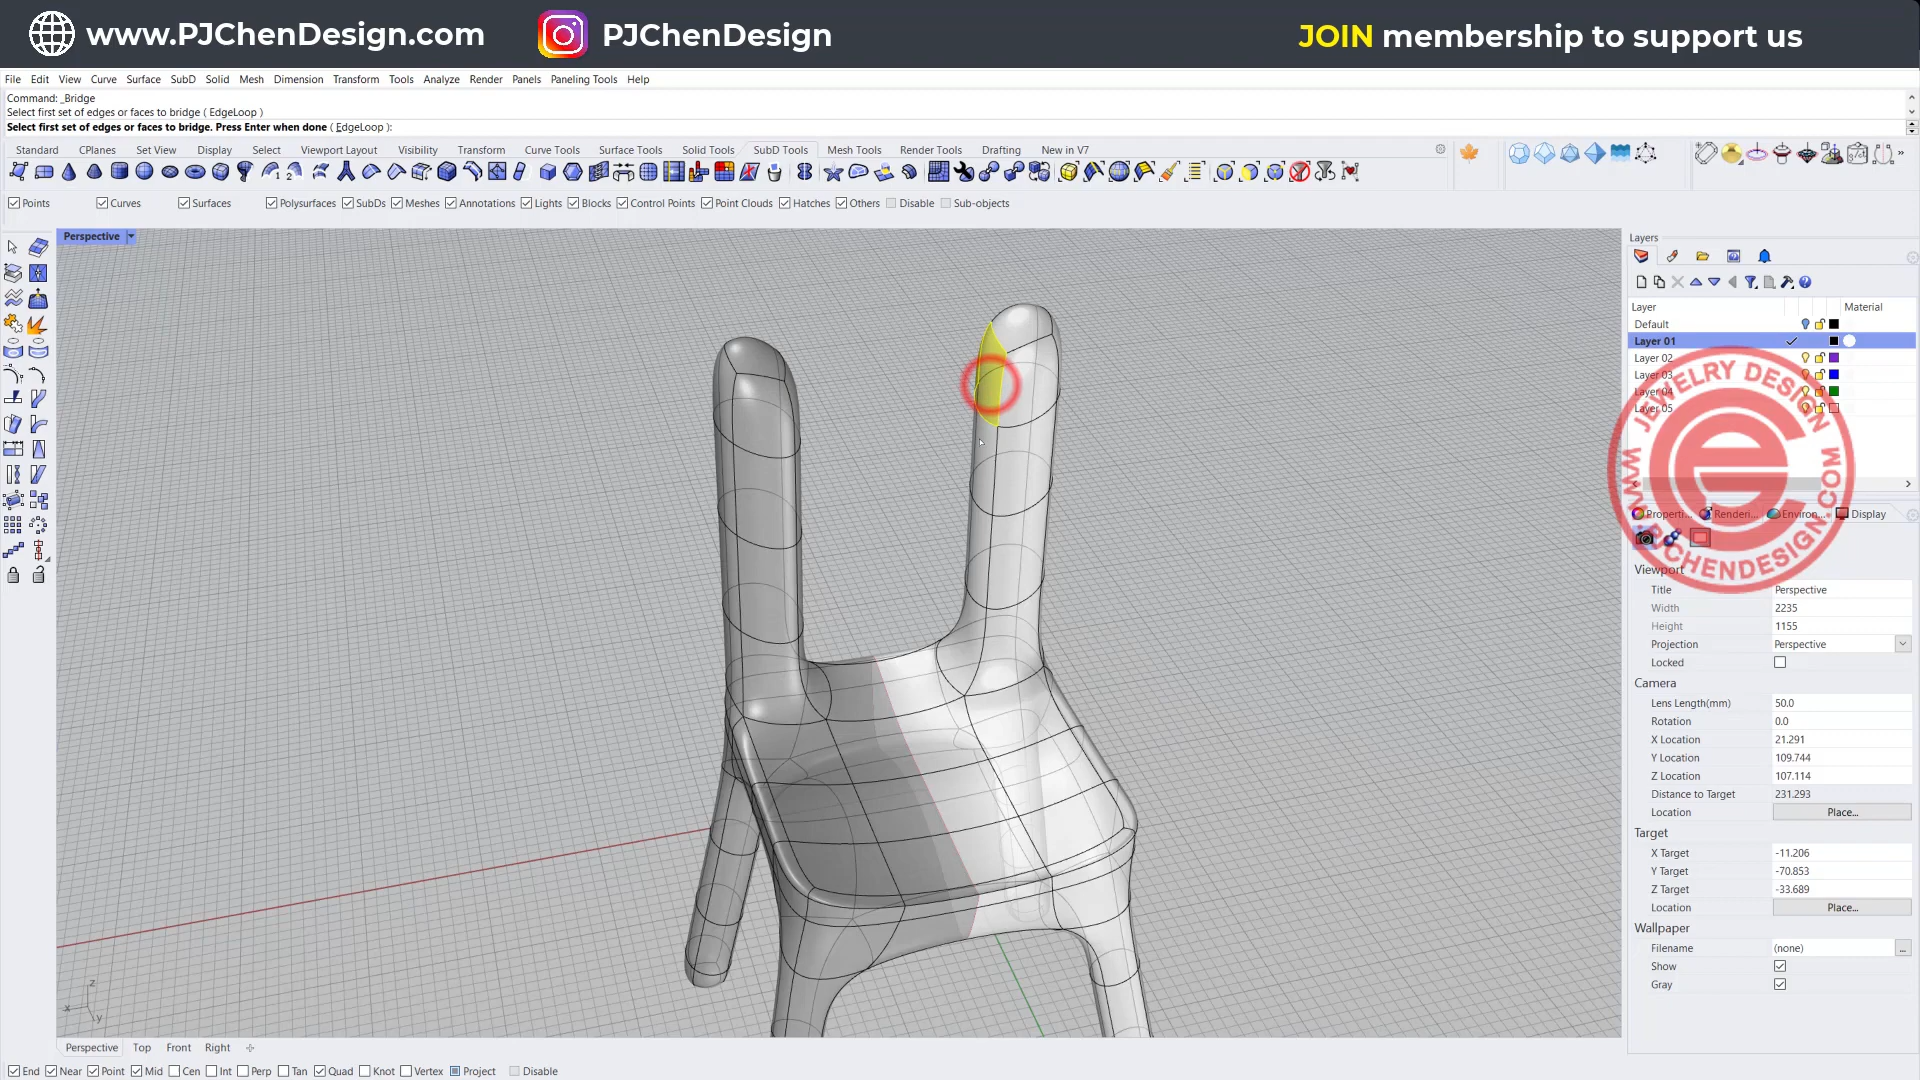 www.PJChenDesign.com PJChenDesign JOIN membership to support us
File Edit View Curve Surface SubD Solid Mesh Dimension Transform Tools Analyze Render Panels Paneling Tools Help
Command: _Bridge
Select first set of edges or faces to bridge ( EdgeLoop )
Select first set of edges or faces to bridge. Press Enter when done ( EdgeLoop ):
Standard CPlanes Set View Display Select Viewport Layout Visibility Transform Curve Tools Surface Tools Solid Tools SubD Tools Mesh Tools Render Tools Drafting New in V7
Points Curves Surfaces Polysurfaces SubDs Meshes Annotations Lights Blocks Control Points Point Clouds Hatches Others Disable Sub-objects
Perspective
Layers
Layer Material
Default
Layer 01
Layer 02
Layer 03
Layer 04
Layer 05
JEWELRY DESIGN
WWW.PJCHENDESIGN.COM
Properti... Renderi... Environ... Display
Viewport
Title Perspective
Width 2235
Height 1155
Projection Perspective
Locked
Camera
Lens Length(mm) 50.0
Rotation 0.0
X Location 21.291
Y Location 109.744
Z Location 107.114
Distance to Target 231.293
Location Place...
Target
X Target -11.206
Y Target -70.853
Z Target -33.689
Location Place...
Wallpaper
Filename (none) ...
Show
Gray
z
x
y
Perspective Top Front Right
End Near Point Mid Cen Int Perp Tan Quad Knot Vertex Project Disable